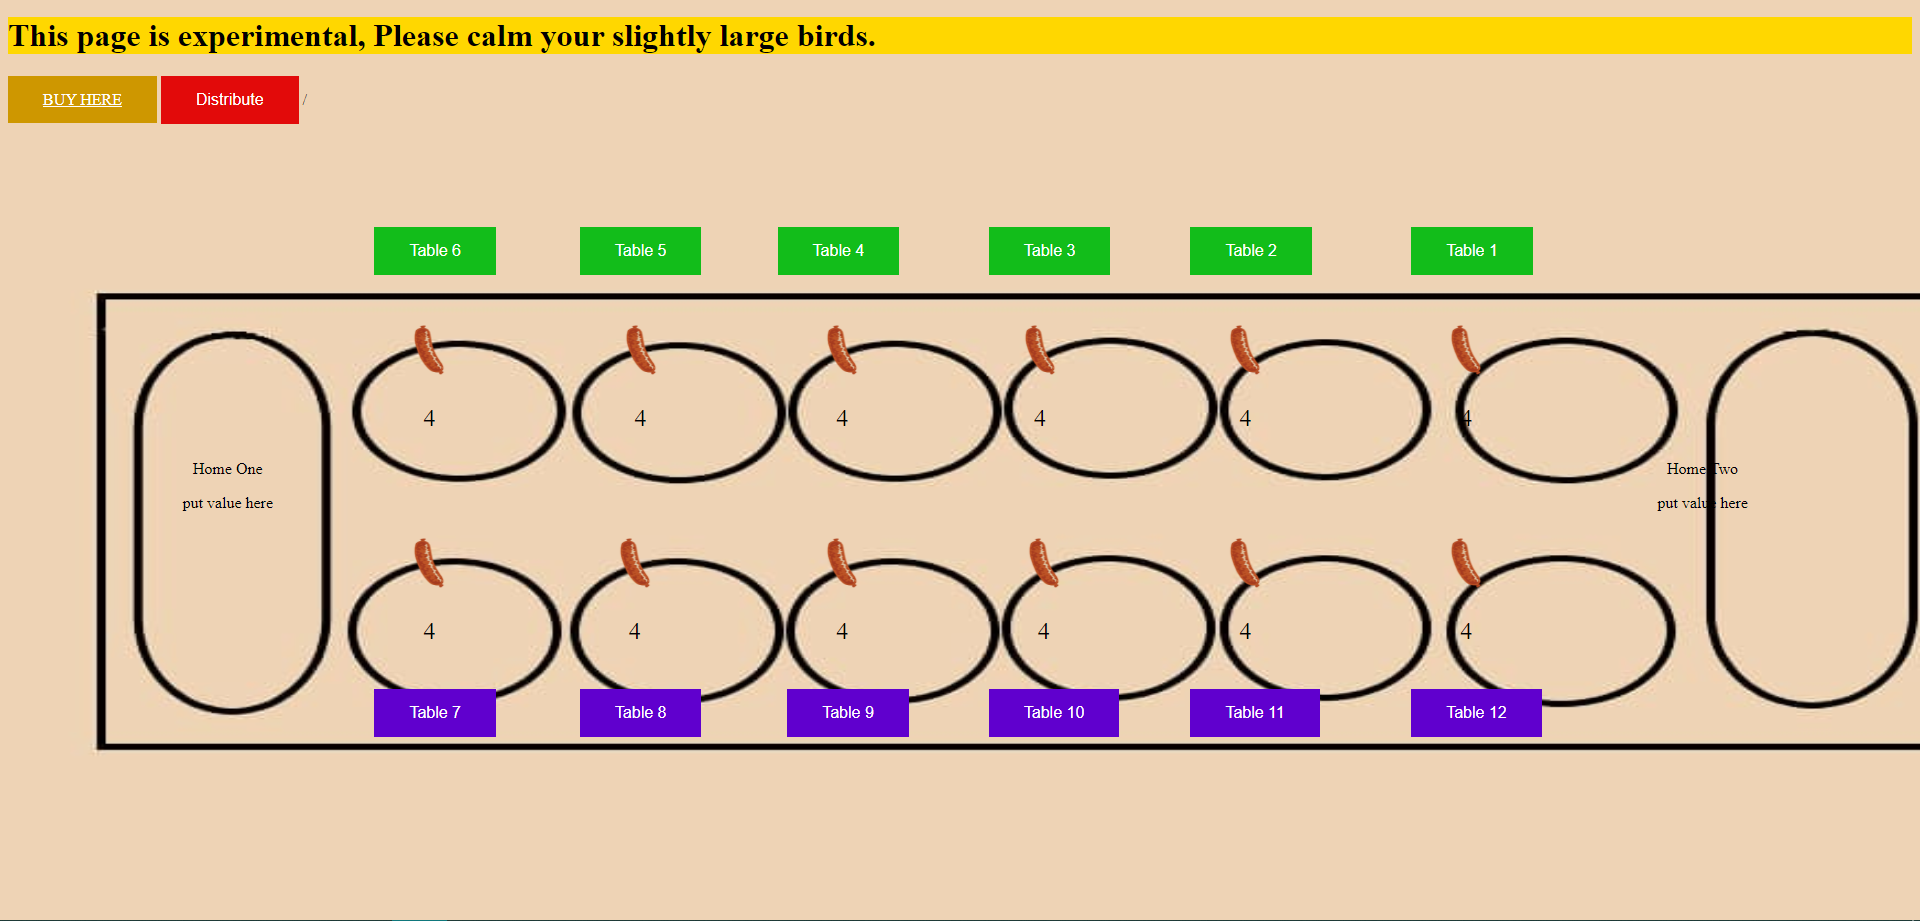 This page is experimental, Please calm your slightly large birds.
BUY HERE Distribute /
Table 6 Table 5 Table 4 Table 3 Table 2 Table 1
4 4 4 4 4 4
Home One Home Two
put value here put value here
4 4 4 4 4 4
Table 7 Table 8 Table 9 Table 10 Table 11 Table 12